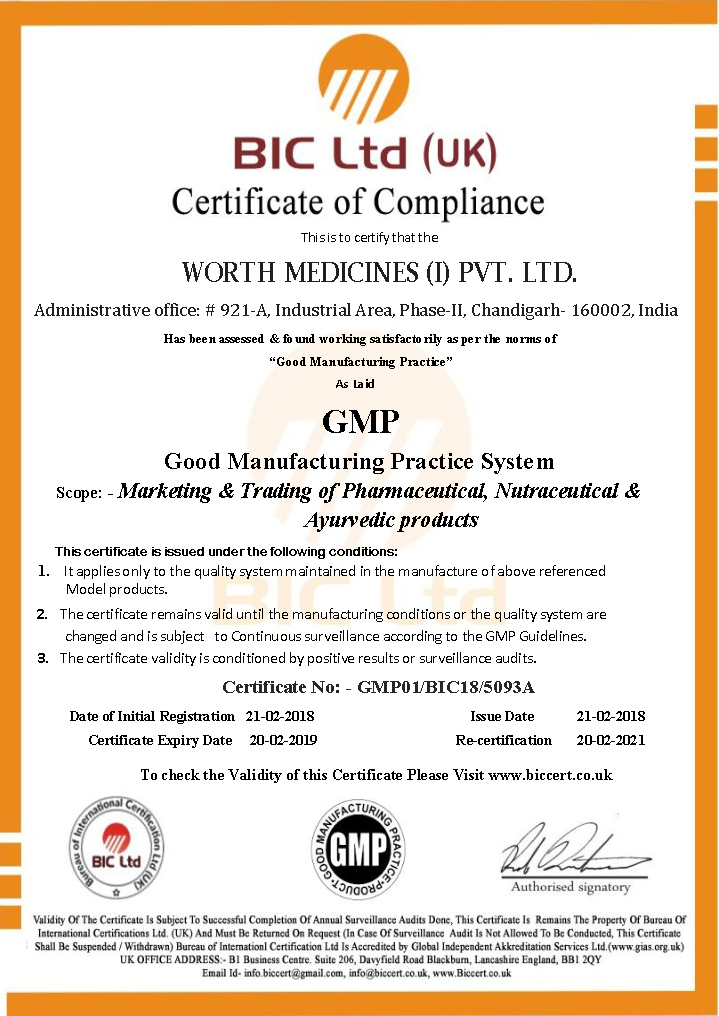 BIC Ltd (UK)
Certificate of Compliance
This is to certify that the
WORTH MEDICINES (I) PVT. LTD.
Administrative office: # 921-A, Industrial Area, Phase-II, Chandigarh- 160002, India
Has been assessed & found working satisfactorily as per the norms of
“Good Manufacturing Practice”
As Laid
GMP
Good Manufacturing Practice System
Scope: - Marketing & Trading of Pharmaceutical, Nutraceutical &
Ayurvedic products
This certificate is issued under the following conditions:
1. It applies only to the quality system maintained in the manufacture of above referenced
Model products.
2. The certificate remains valid until the manufacturing conditions or the quality system are
changed and is subject to Continuous surveillance according to the GMP Guidelines.
3. The certificate validity is conditioned by positive results or surveillance audits.
BIC Ltd
Certificate No: - GMP01/BIC18/5093A
Date of Initial Registration 21-02-2018 Issue Date 21-02-2018
Certificate Expiry Date 20-02-2019 Re-certification 20-02-2021
To check the Validity of this Certificate Please Visit www.biccert.co.uk
Bureau of International Certification Ltd (UK)
BIC Ltd
GOOD MANUFACTURING PRACTICE
GMP
PRODUCT
Authorised signatory
Validity Of The Certificate Is Subject To Successful Completion Of Annual Surveillance Audits Done, This Certificate Is Remains The Property Of Bureau Of
International Certifications Ltd. (UK) And Must Be Returned On Request (In Case Of Surveillance Audit Is Not Allowed To Be Conducted, This Certificate
Shall Be Suspended / Withdrawn) Bureau of Internationl Certification Ltd Is Accredited by Global Independent Akkreditation Services Ltd.(www.gias.org.uk)
UK OFFICE ADDRESS:- B1 Business Centre. Suite 206, Davyfield Road Blackburn, Lancashire England, BB1 2QY
Email Id- info.biccert@gmail.com, info@biccert.co.uk, www.Biccert.co.uk